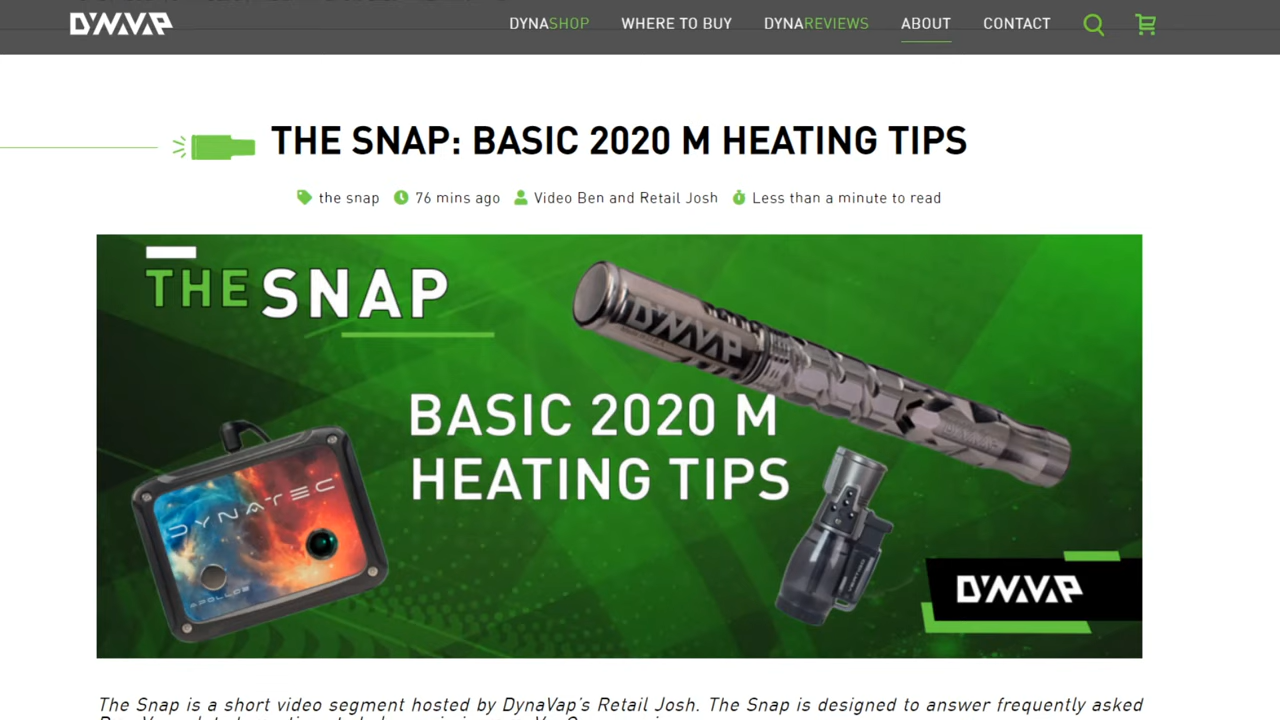 DYNAVAP
DYNASHOP WHERE TO BUY DYNAREVIEWS ABOUT CONTACT
THE SNAP: BASIC 2020 M HEATING TIPS
the snap 76 mins ago Video Ben and Retail Josh Less than a minute to read
THE SNAP
DYNAVAP
BASIC 2020 M
HEATING TIPS
DYNAVAP
DYNATEC
APOLLO 2
DYNAVAP
The Snap is a short video segment hosted by DynaVap's Retail Josh. The Snap is designed to answer frequently asked